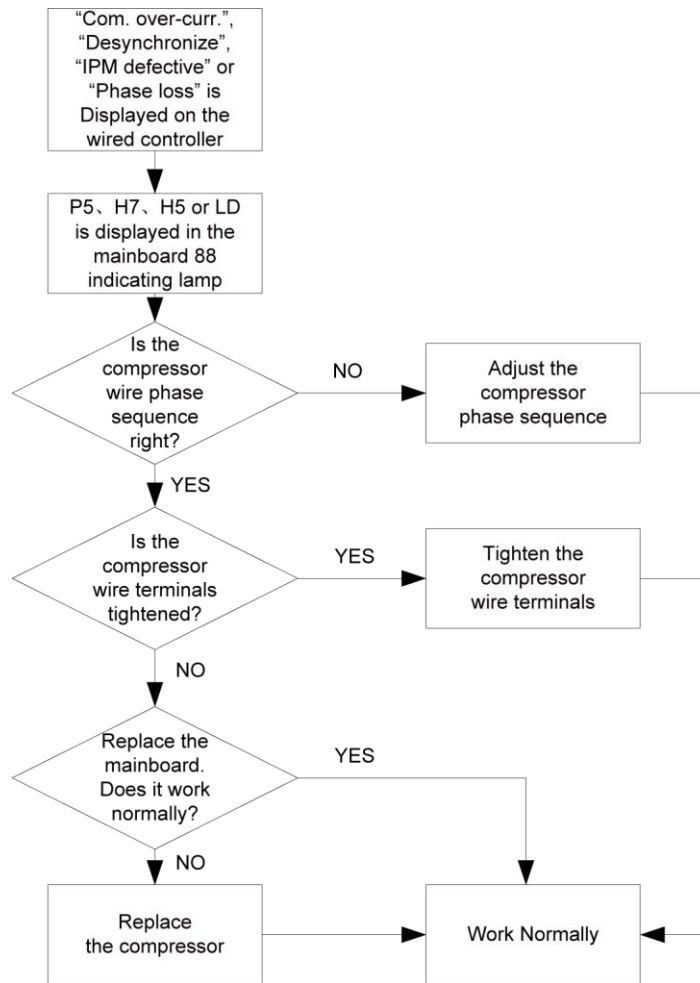 “Com. over-curr.”,
“Desynchronize”,
“IPM defective” or
“Phase loss” is
Displayed on the
wired controller
P5、H7、H5 or LD
is displayed in the
mainboard 88
indicating lamp
Is the
compressor
wire phase
sequence
right?
NO
Adjust the
compressor
phase sequence
YES
Is the
compressor
wire terminals
tightened?
YES
Tighten the
compressor
wire terminals
NO
Replace the
mainboard.
Does it work
normally?
YES
NO
Replace
the compressor
Work Normally